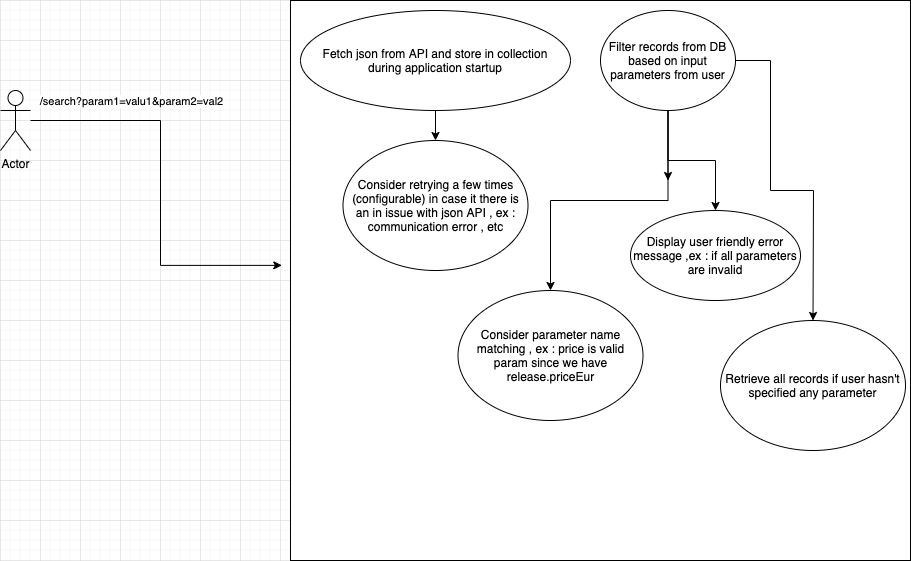 /search?param1=valu1&param2=val2
Actor
Fetch json from API and store in collection
during application startup
Consider retrying a few times
(configurable) in case it there is
an in issue with json API , ex :
communication error , etc
Filter records from DB
based on input
parameters from user
Display user friendly error
message ,ex : if all parameters
are invalid
Consider parameter name
matching , ex : price is valid
param since we have
release.priceEur
Retrieve all records if user hasn't
specified any parameter